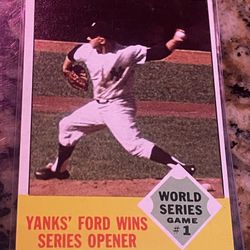 WORLD
SERIES
GAME
#1
YANKS' FORD WINS
SERIES OPENER